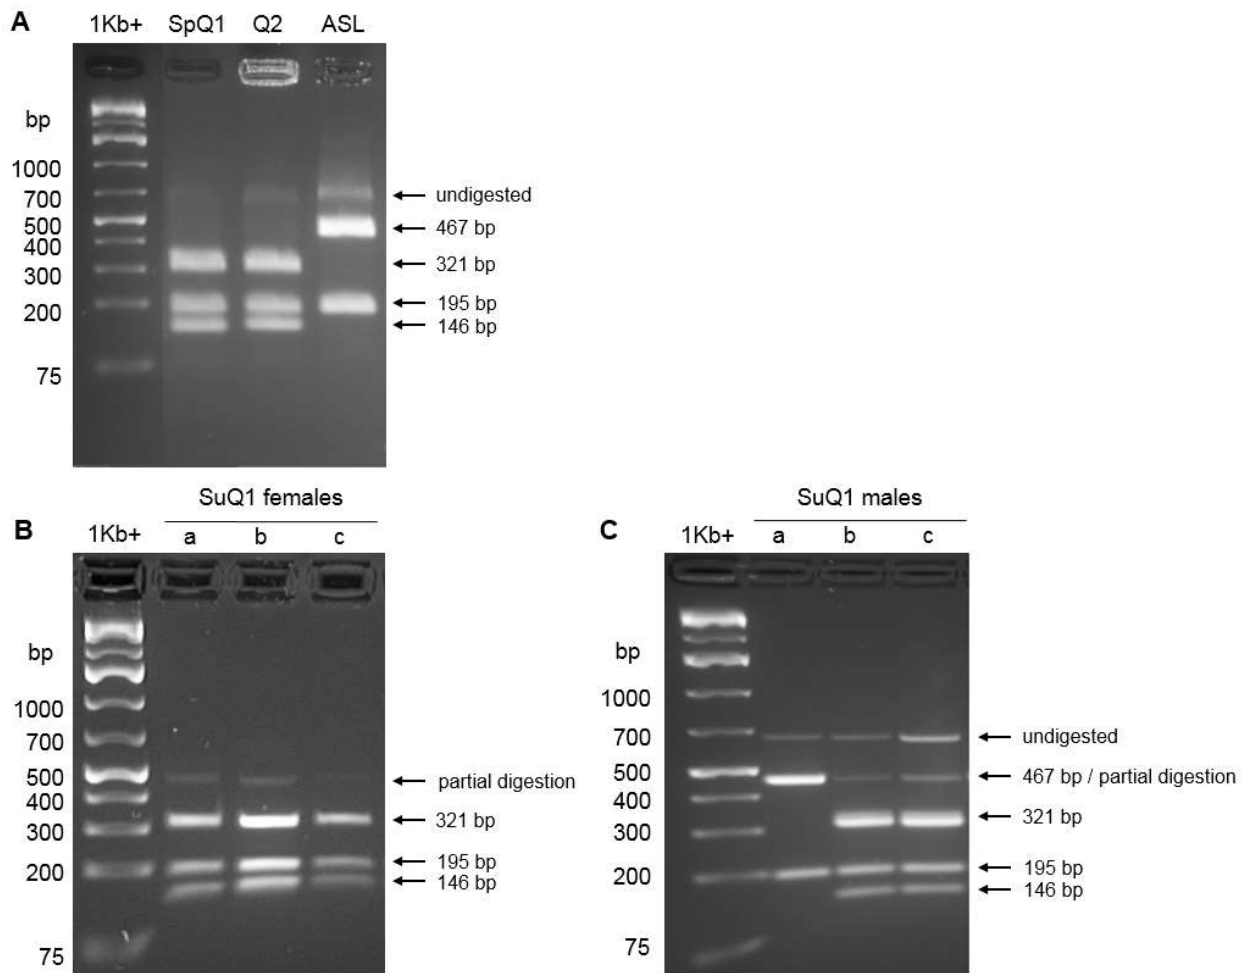 A
1Kb+ SpQ1 Q2 ASL
bp
1000
700
500
400
300
200
75
undigested
467 bp
321 bp
195 bp
146 bp
SuQ1 females
B
1Kb+ a b c
bp
1000
700
500
400
300
200
75
partial digestion
321 bp
195 bp
146 bp
SuQ1 males
C
1Kb+ a b c
bp
1000
700
500
400
300
200
75
undigested
467 bp / partial digestion
321 bp
195 bp
146 bp